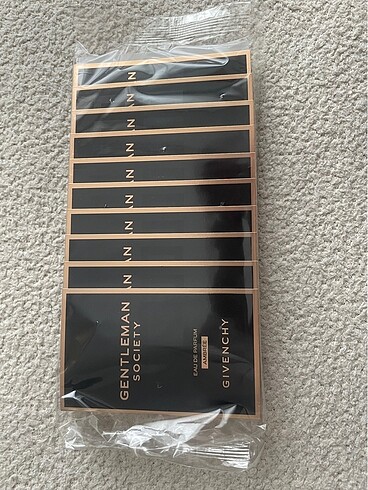 GENTLEMAN
SOCIETY
EAU DE PARFUM
AMBRÉE
GIVENCHY